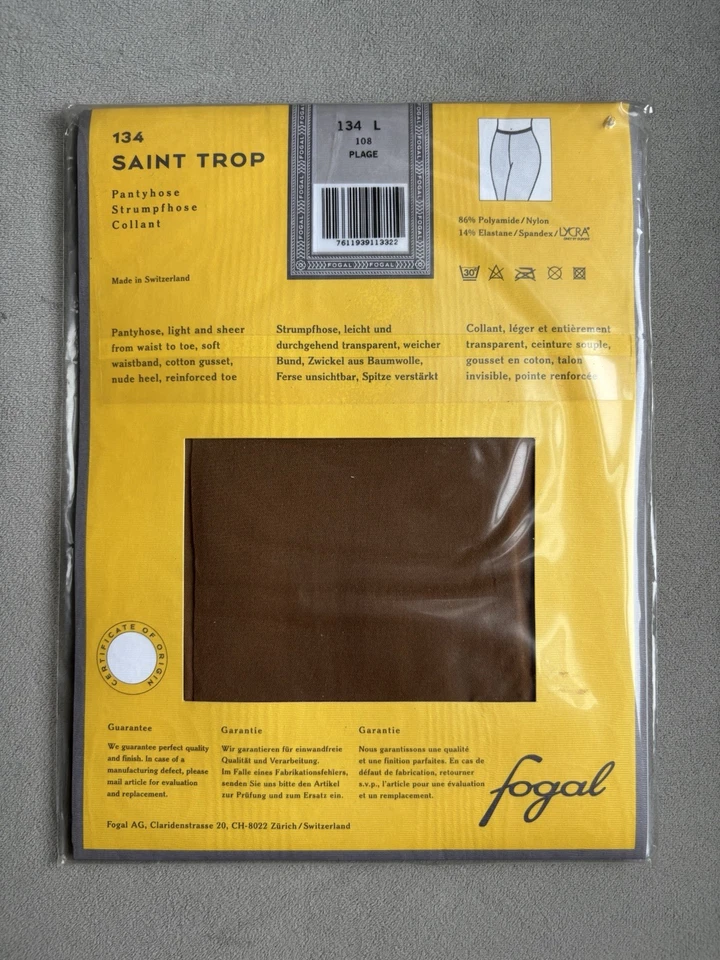 134
SAINT TROP
Pantyhose
Strumpfhose
Collant
Made in Switzerland
134 L
108
PLAGE
7611939113322
FOGAL FOGAL FOGAL
86% Polyamide/Nylon
14% Elastane/Spandex/LYCRA®
30°
Pantyhose, light and sheer
from waist to toe, soft
waistband, cotton gusset,
nude heel, reinforced toe
Strumpfhose, leicht und
durchgehend transparent, weicher
Bund, Zwickel aus Baumwolle,
Ferse unsichtbar, Spitze verstärkt
Collant, léger et entièrement
transparent, ceinture souple,
gousset en coton, talon
invisible, pointe renforcée
CERTIFICATE OF ORIGIN
Guarantee
We guarantee perfect quality
and finish. In case of a
manufacturing defect, please
mail article for evaluation
and replacement.
Garantie
Wir garantieren für einwandfreie
Qualität und Verarbeitung.
Im Falle eines Fabrikationsfehlers,
senden Sie uns bitte den Artikel
zur Prüfung und zum Ersatz ein.
Garantie
Nous garantissons une qualité
et une finition parfaites. En cas de
défaut de fabrication, retourner
s.v.p., l'article pour une évaluation
et un remplacement.
fogal
Fogal AG, Claridenstrasse 20, CH-8022 Zürich/Switzerland